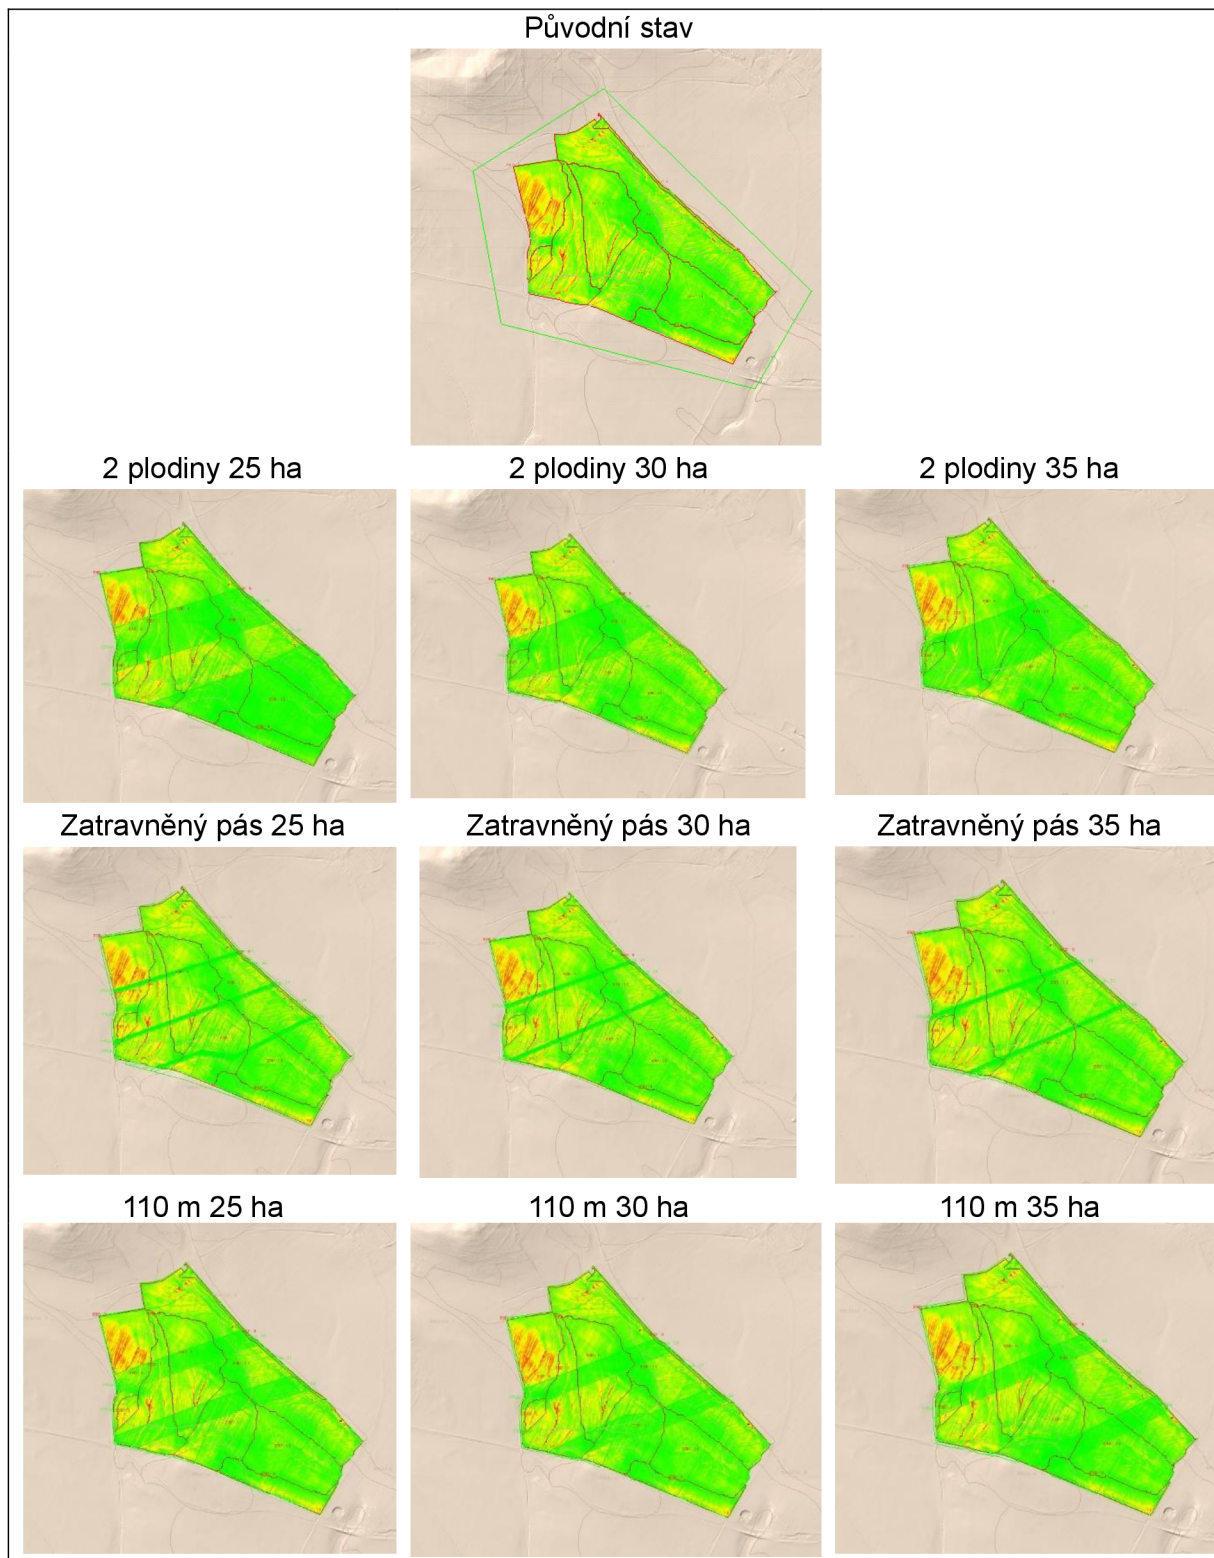 Původní stav
2 plodiny 25 ha
2 plodiny 30 ha
2 plodiny 35 ha
Zatravněný pás 25 ha
Zatravněný pás 30 ha
Zatravněný pás 35 ha
110 m 25 ha
110 m 30 ha
110 m 35 ha